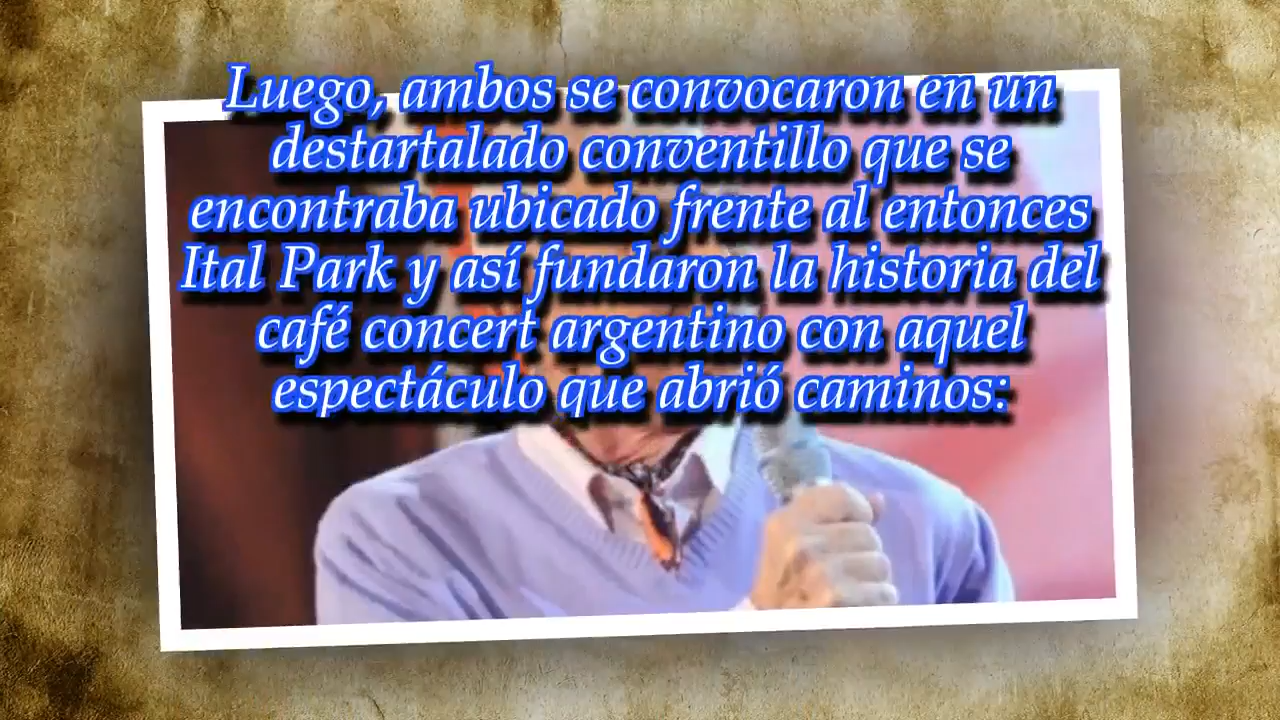 Luego, ambos se convocaron en un
destartalado conventillo que se
encontraba ubicado frente al entonces
Ital Park y así fundaron la historia del
café concert argentino con aquel
espectáculo que abrió caminos: